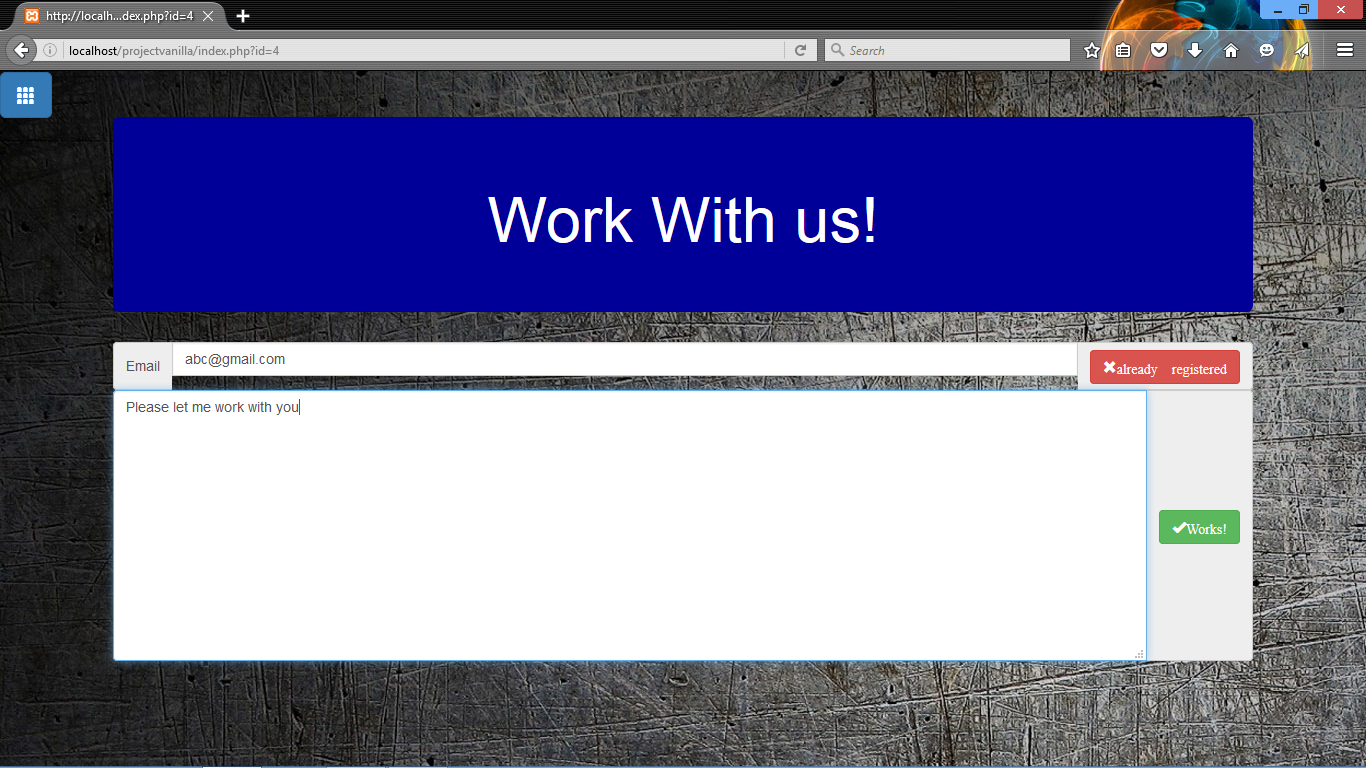 http://localh...dex.php?id=4
localhost/projectvanilla/index.php?id=4
Search
Work With us!
Email
abc@gmail.com
already registered
Please let me work with you
Works!